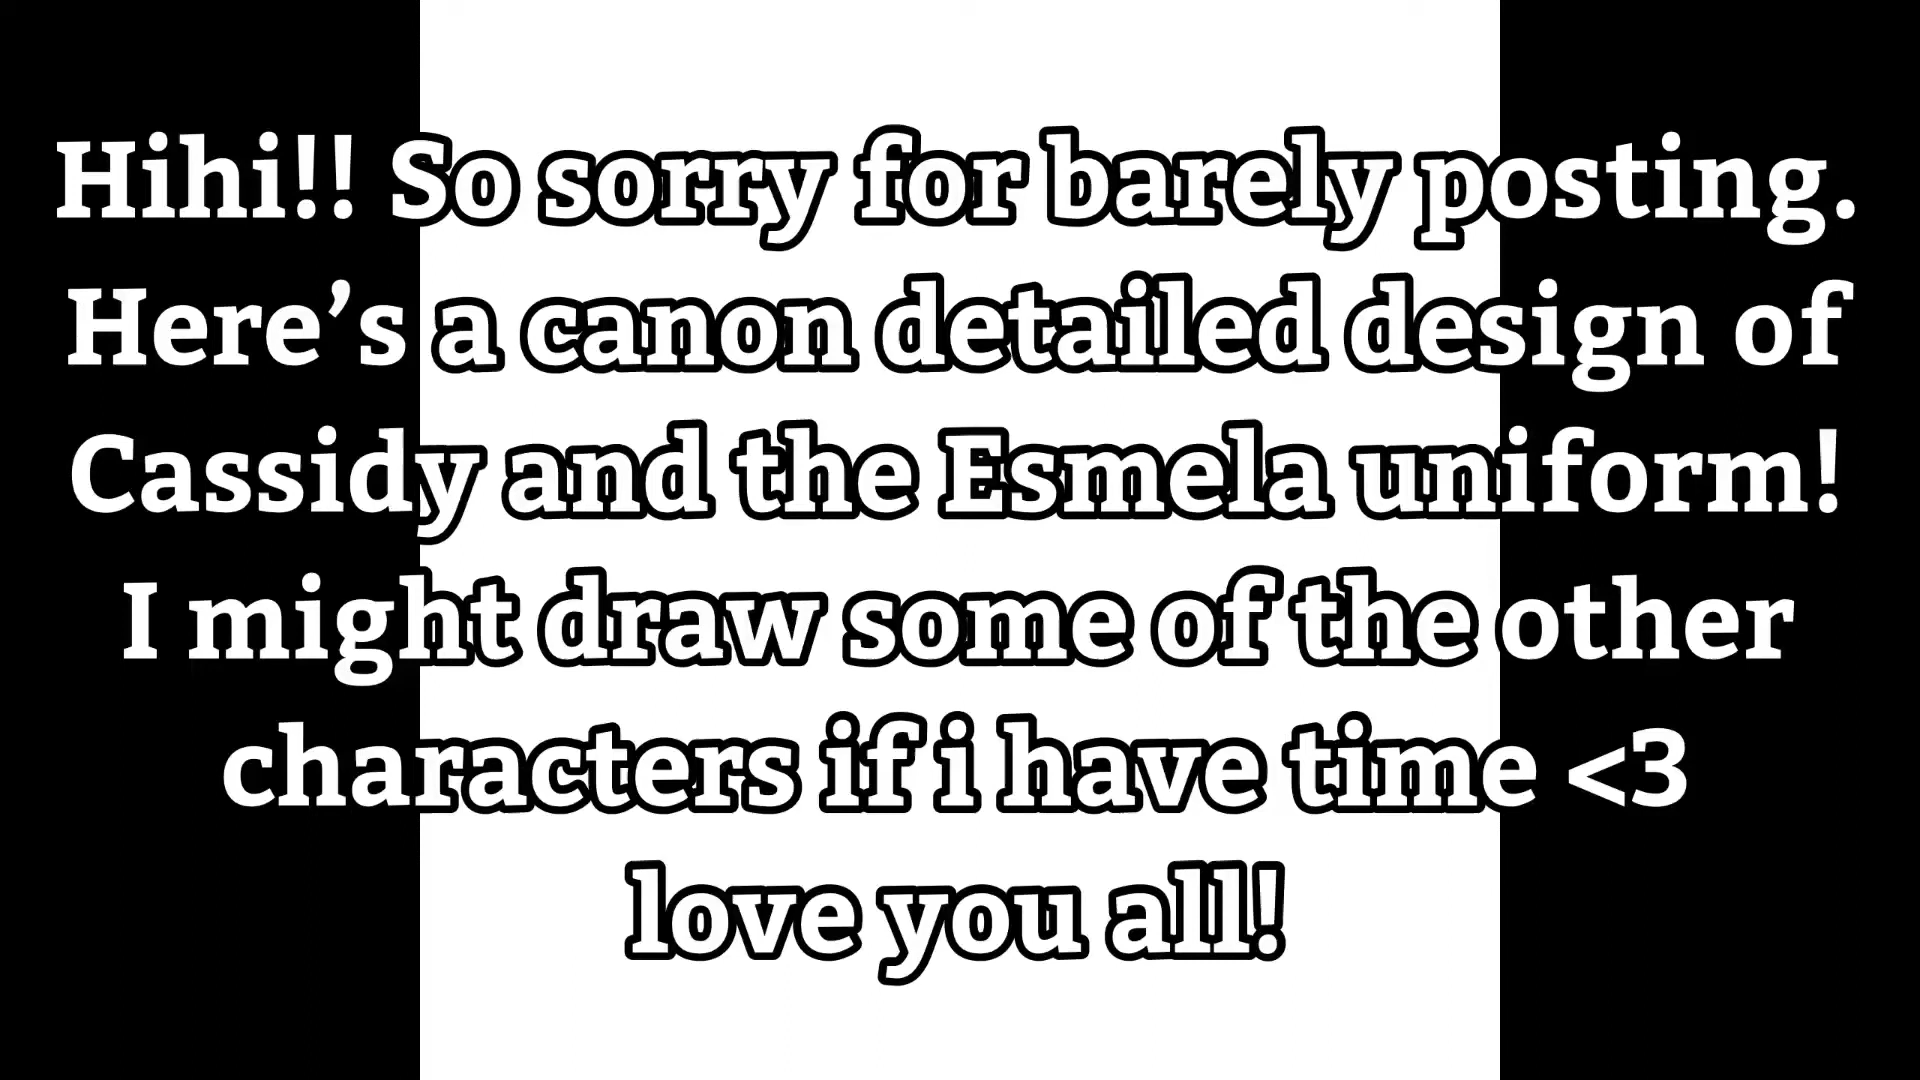 Hihi!! So sorry for barely posting.
Here’s a canon detailed design of
Cassidy and the Esmela uniform!
I might draw some of the other
characters if i have time <3
love you all!